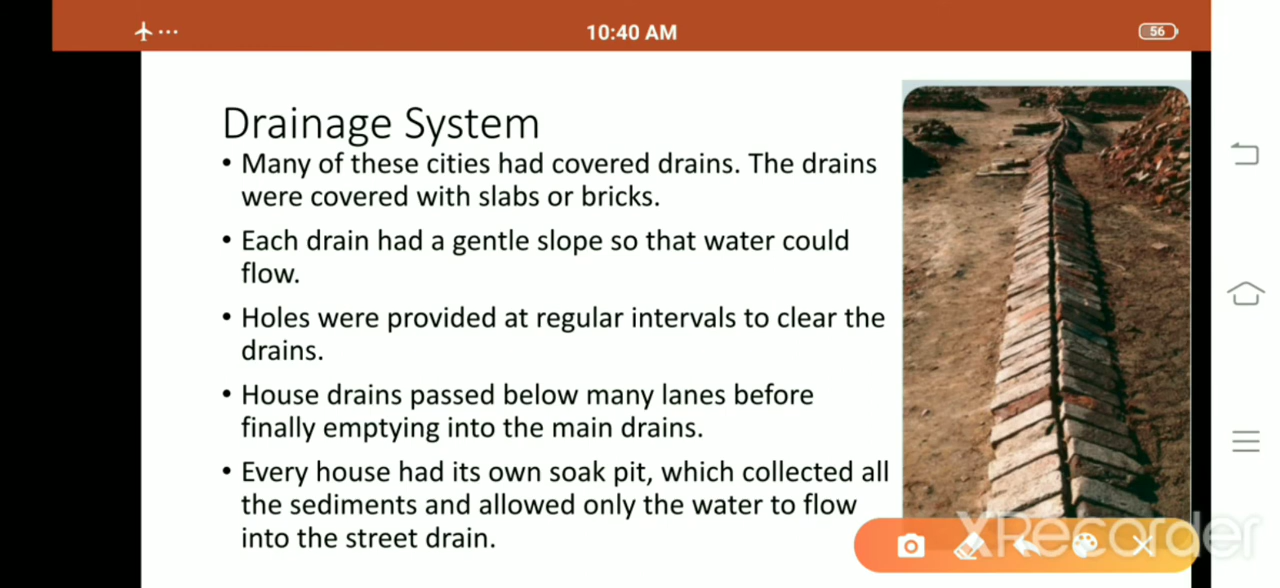 10:40 AM
56
Drainage System
• Many of these cities had covered drains. The drains
were covered with slabs or bricks.
• Each drain had a gentle slope so that water could
flow.
• Holes were provided at regular intervals to clear the
drains.
• House drains passed below many lanes before
finally emptying into the main drains.
• Every house had its own soak pit, which collected all
the sediments and allowed only the water to flow
into the street drain.
XRecorder